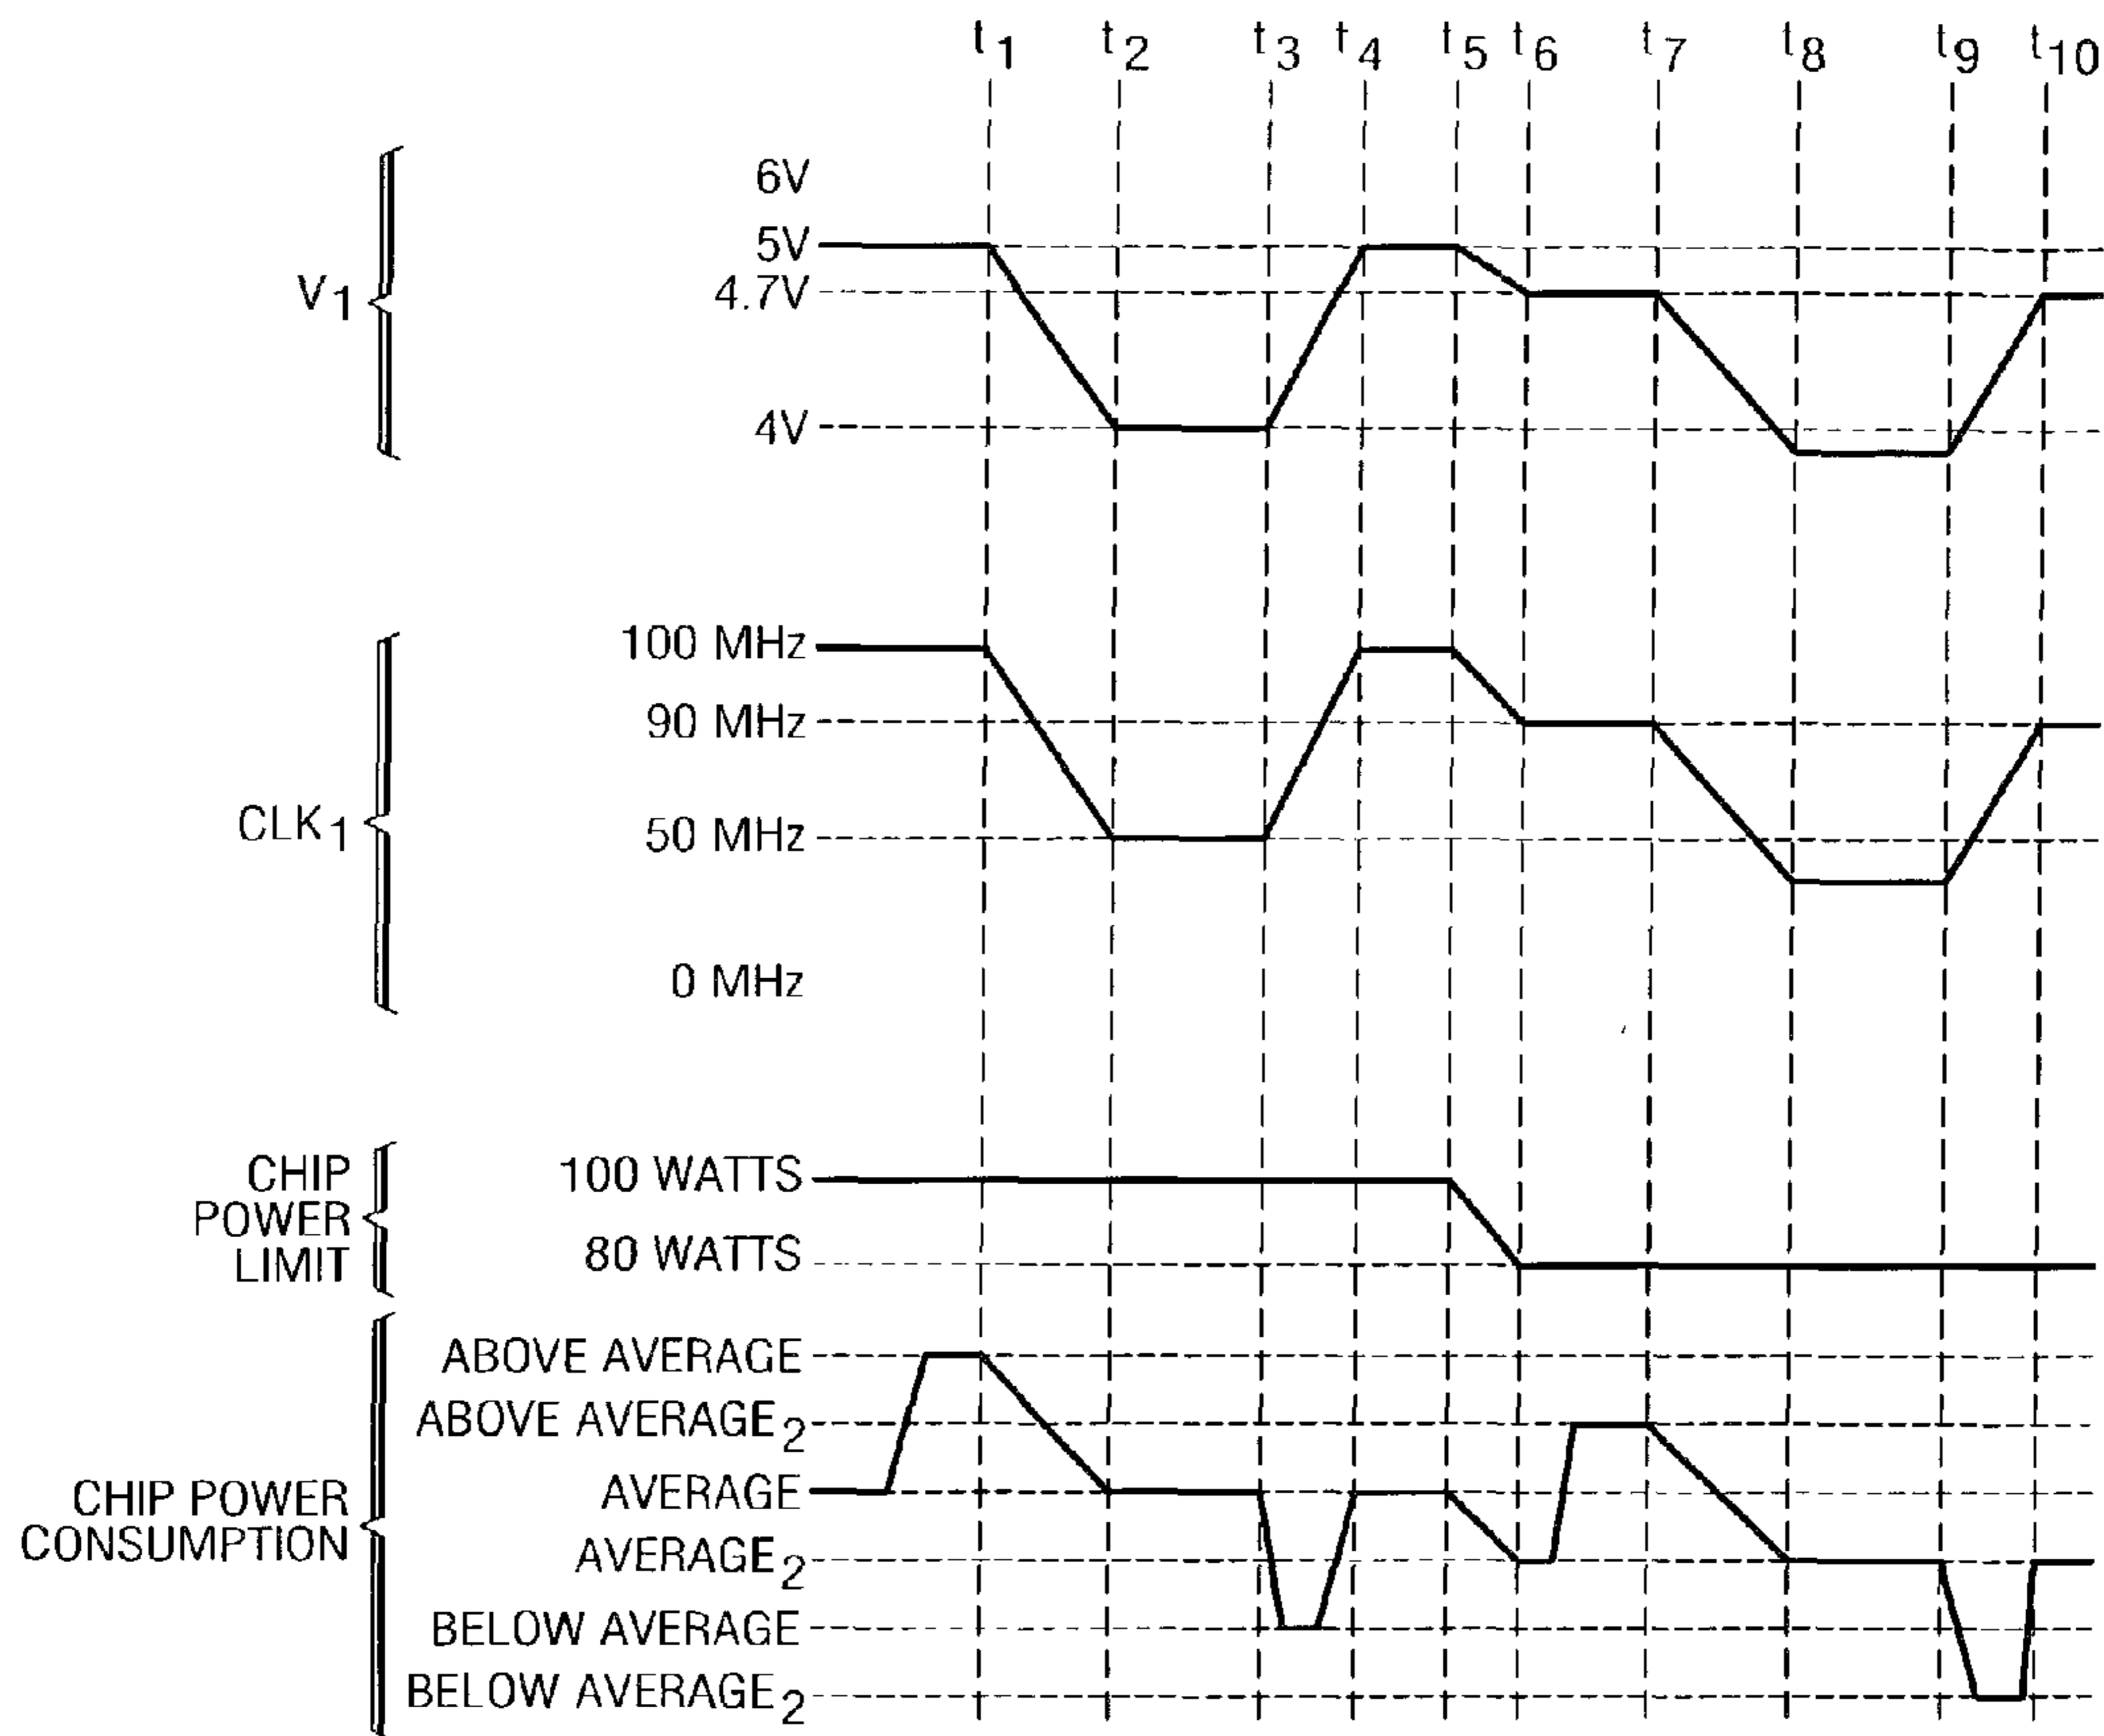 t1 t2 t3 t4 t5 t6 t7 t8 t9 t10
V1
6V
5V
4.7V
4V
CLK1
100 MHz
90 MHz
50 MHz
0 MHz
CHIP
POWER
LIMIT
100 WATTS
80 WATTS
CHIP POWER
CONSUMPTION
ABOVE AVERAGE
ABOVE AVERAGE2
AVERAGE
AVERAGE2
BELOW AVERAGE
BELOW AVERAGE2